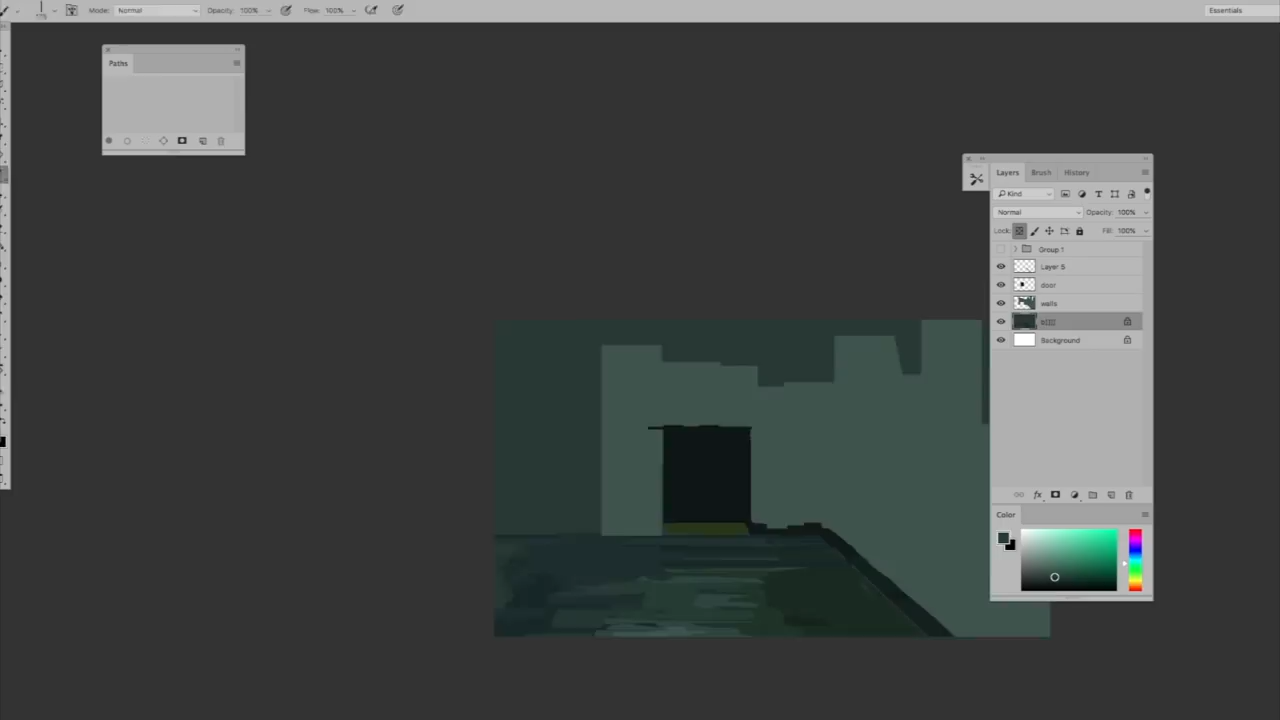 Mode: Normal Opacity: 100% Flow: 100% Essentials
Paths
Layers Brush History
Kind
Normal Opacity: 100%
Lock: Fill: 100%
Group 1
Layer 5
door
walls
Background
Color